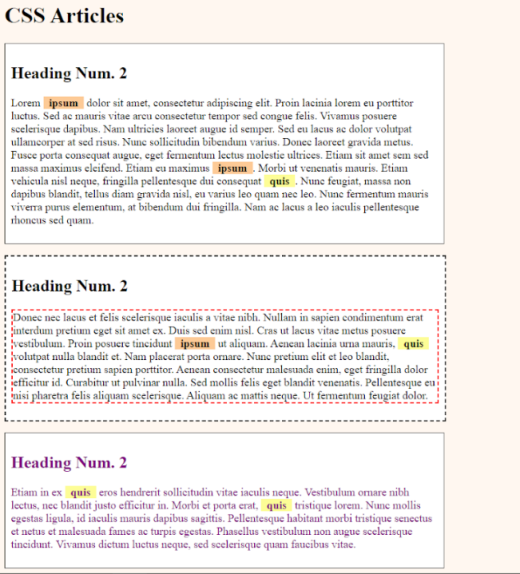 CSS Articles
Heading Num. 2
Lorem ipsum dolor sit amet, consectetur adipiscing elit. Proin lacinia lorem eu porttitor
luctus. Sed ac mauris vitae arcu consectetur tempor sed congue felis. Vivamus posuere
scelerisque dapibus. Nam ultricies laoreet augue id semper. Sed eu lacus ac dolor volutpat
ullamcorper at sed risus. Nunc sollicitudin bibendum varius. Donec laoreet gravida metus.
Fusce porta consequat augue, eget fermentum lectus molestie ultrices. Etiam sit amet sem sed
massa maximus eleifend. Etiam eu maximus ipsum . Morbi ut venenatis mauris. Etiam
vehicula nisl neque, fringilla pellentesque dui consequat quis . Nunc feugiat, massa non
dapibus blandit, tellus diam gravida nisl, eu varius leo quam nec leo. Nunc fermentum mauris
viverra purus elementum, at bibendum dui fringilla. Nam ac lacus a leo iaculis pellentesque
rhoncus sed quam.
Heading Num. 2
Donec nec lacus et felis scelerisque iaculis a vitae nibh. Nullam in sapien condimentum erat
interdum pretium eget sit amet ex. Duis sed enim nisl. Cras ut lacus vitae metus posuere
vestibulum. Proin posuere tincidunt ipsum ut aliquam. Aenean lacinia urna mauris, quis
volutpat nulla blandit et. Nam placerat porta ornare. Nunc pretium elit et leo blandit,
consectetur pretium sapien porttitor. Aenean consectetur malesuada enim, eget fringilla dolor
efficitur id. Curabitur ut pulvinar nulla. Sed mollis felis eget blandit venenatis. Pellentesque eu
nisi pharetra felis aliquam scelerisque. Aliquam ac mattis neque. Ut fermentum feugiat dolor.
Heading Num. 2
Etiam in ex quis eros hendrerit sollicitudin vitae iaculis neque. Vestibulum ornare nibh
lectus, nec blandit justo efficitur in. Morbi et porta erat, quis tristique lorem. Nunc mollis
egestas ligula, id iaculis mauris dapibus sagittis. Pellentesque habitant morbi tristique senectus
et netus et malesuada fames ac turpis egestas. Phasellus vestibulum non augue scelerisque
tincidunt. Vivamus dictum luctus neque, sed scelerisque quam faucibus vitae.